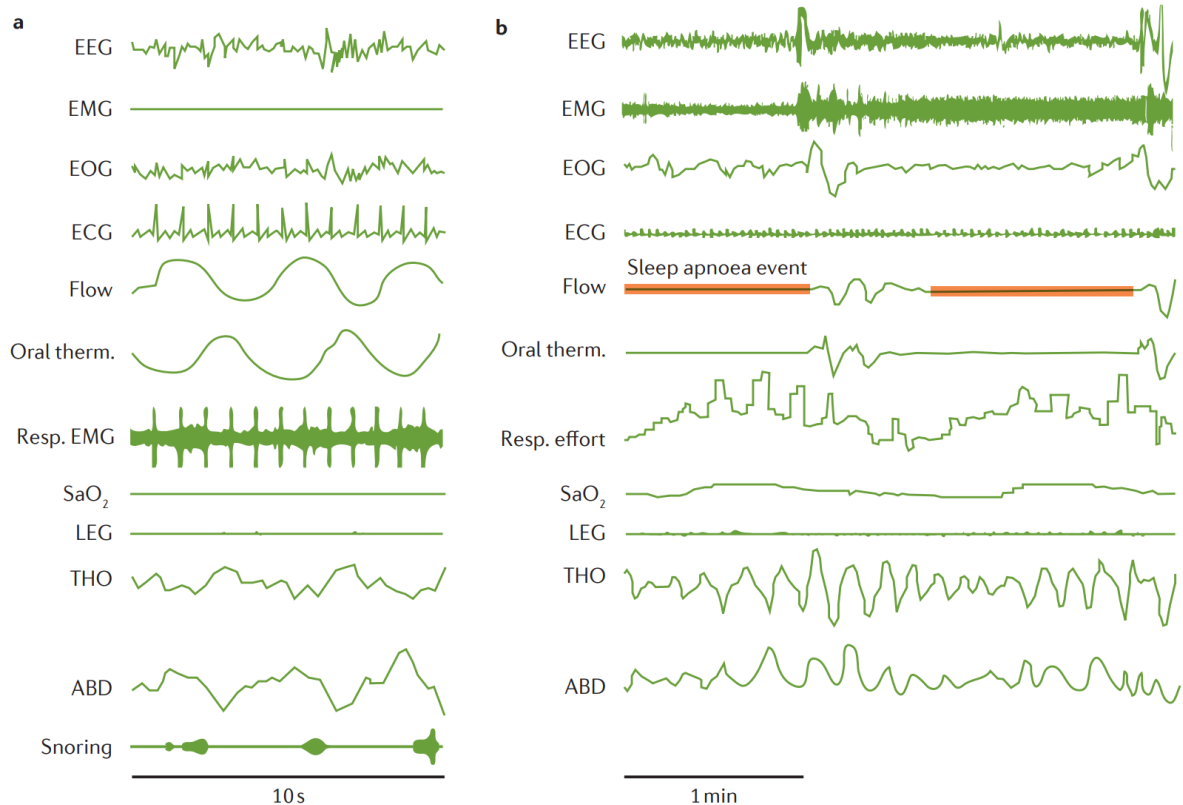 a
EEG
EMG
EOG
ECG
Flow
Oral therm.
Resp. EMG
SaO₂
LEG
THO
ABD
Snoring
10 s
b
EEG
EMG
EOG
ECG
Sleep apnoea event
Flow
Oral therm.
Resp. effort
SaO₂
LEG
THO
ABD
1 min